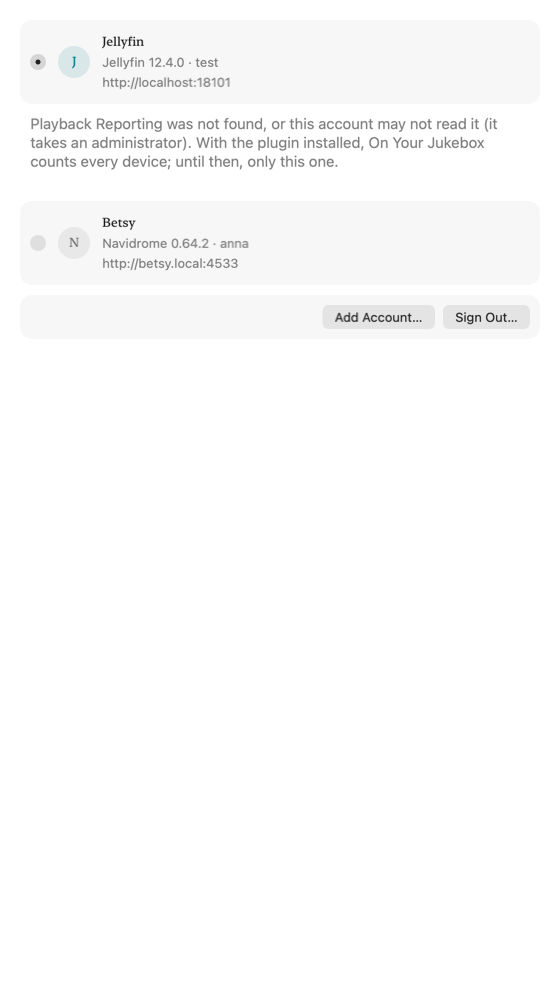 Jellyfin
J
Jellyfin 12.4.0 · test
http://localhost:18101
Playback Reporting was not found, or this account may not read it (it
takes an administrator). With the plugin installed, On Your Jukebox
counts every device; until then, only this one.
Betsy
N
Navidrome 0.64.2 · anna
http://betsy.local:4533
Add Account...
Sign Out...